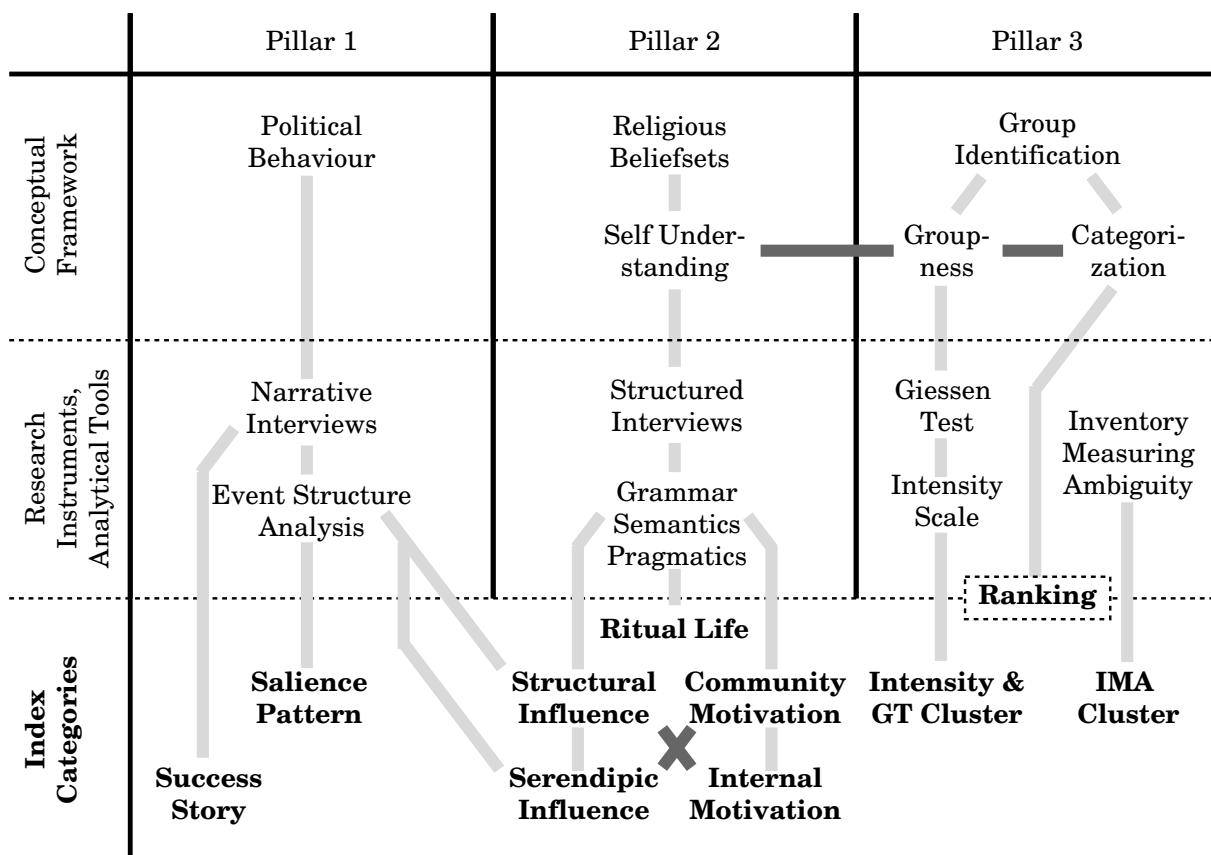 Pillar 1
Pillar 2
Pillar 3
Conceptual
Framework
Political
Behaviour
Religious
Beliefsets
Group
Identification
Self Under-
standing
Group-
ness
Categori-
zation
Research
Instruments,
Analytical Tools
Narrative
Interviews
Structured
Interviews
Giessen
Test
Inventory
Measuring
Ambiguity
Event Structure
Analysis
Grammar
Semantics
Pragmatics
Intensity
Scale
Ranking
Index
Categories
Ritual Life
Salience
Pattern
Structural
Influence
Community
Motivation
Intensity &
GT Cluster
IMA
Cluster
Success
Story
Serendipic
Influence
Internal
Motivation